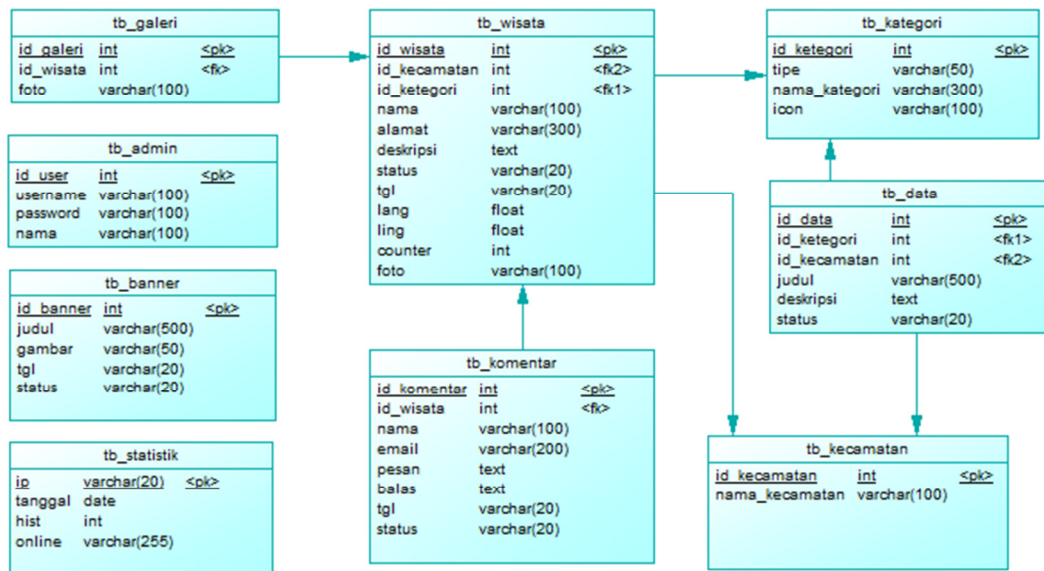 tb_galeri
id_galeri int <pk>
id_wisata int <fk>
foto varchar(100)
tb_admin
id_user int <pk>
username varchar(100)
password varchar(100)
nama varchar(100)
tb_banner
id_banner int <pk>
judul varchar(500)
gambar varchar(50)
tgl varchar(20)
status varchar(20)
tb_statistik
ip varchar(20) <pk>
tanggal date
hist int
online varchar(255)
tb_wisata
id_wisata int <pk>
id_kecamatan int <fk2>
id_ketegori int <fk1>
nama varchar(100)
alamat varchar(300)
deskripsi text
status varchar(20)
tgl varchar(20)
lang float
ling float
counter int
foto varchar(100)
tb_komentar
id_komentar int <pk>
id_wisata int <fk>
nama varchar(100)
email varchar(200)
pesan text
balas text
tgl varchar(20)
status varchar(20)
tb_kategori
id_ketegori int <pk>
tipe varchar(50)
nama_kategori varchar(300)
icon varchar(100)
tb_data
id_data int <pk>
id_ketegori int <fk1>
id_kecamatan int <fk2>
judul varchar(500)
deskripsi text
status varchar(20)
tb_kecamatan
id_kecamatan int <pk>
nama_kecamatan varchar(100)